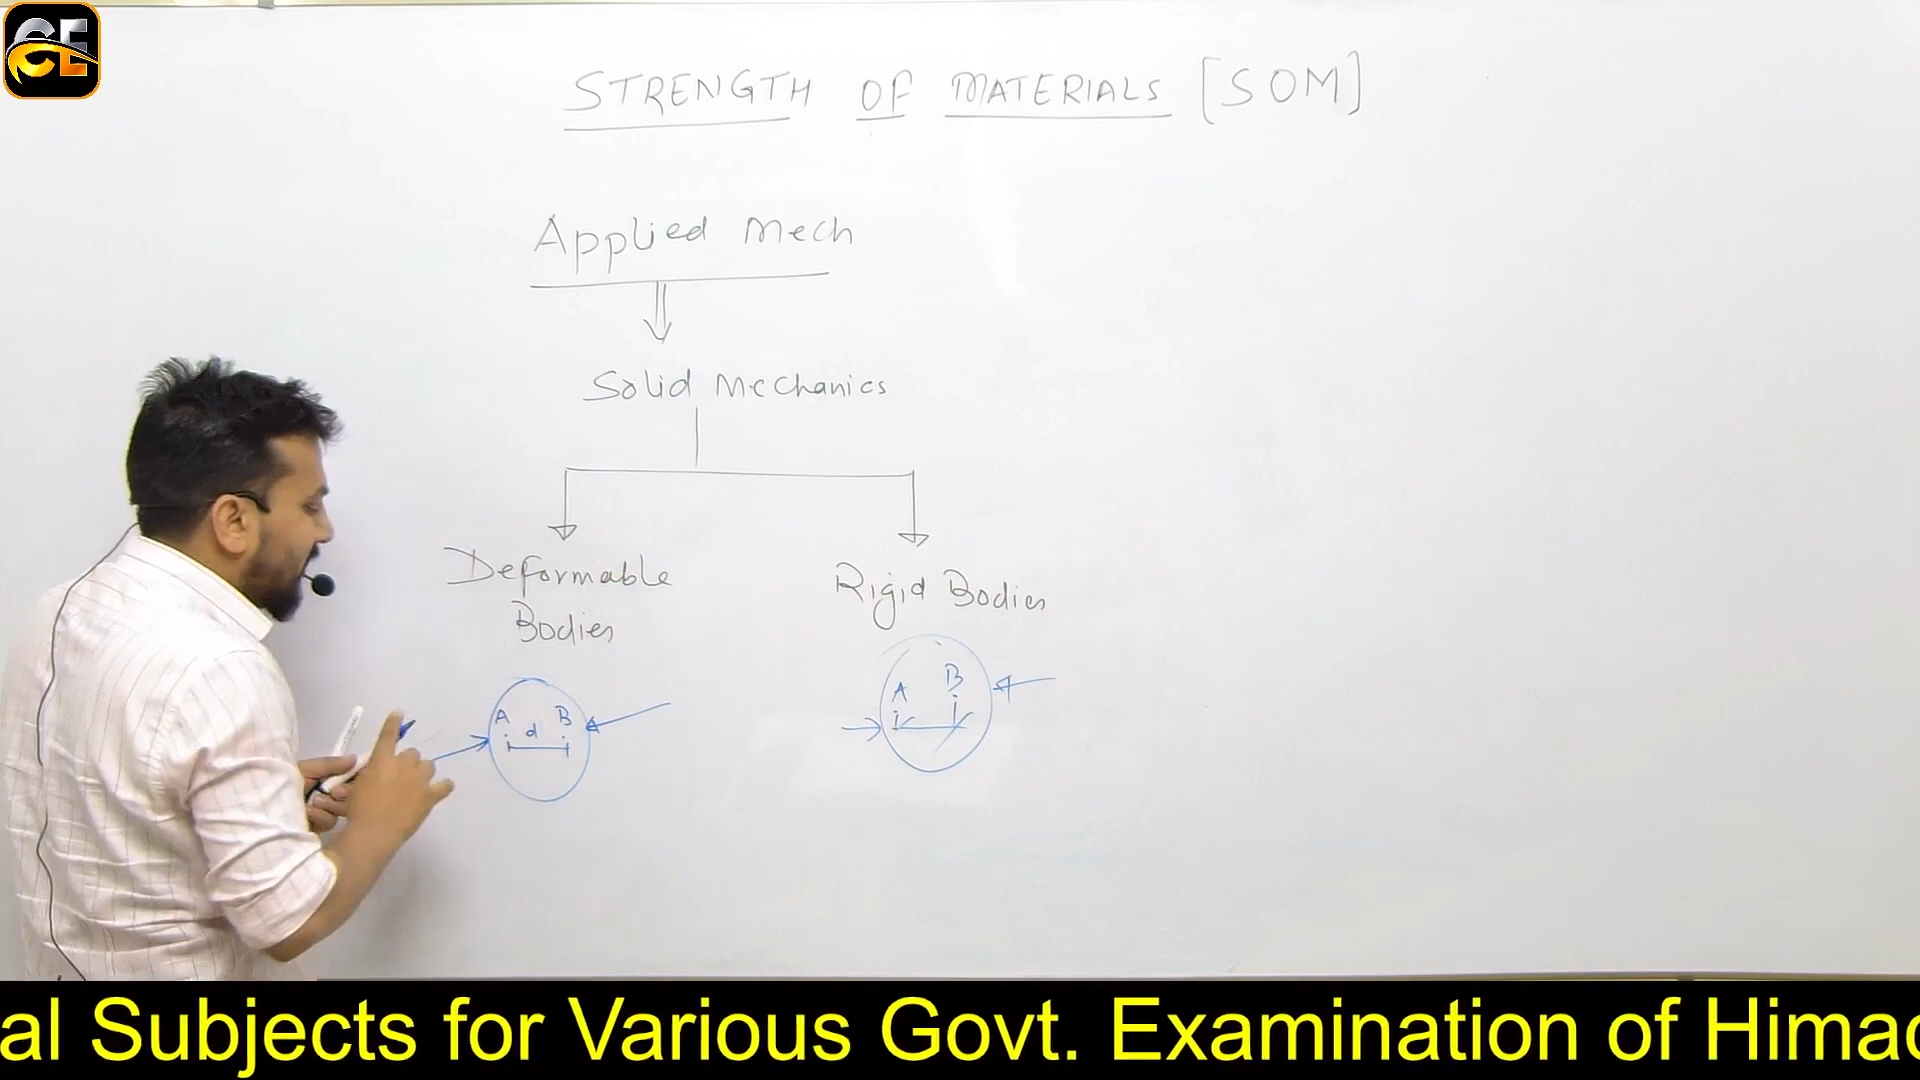 CE
STRENGTH OF MATERIALS [SOM]
Applied Mech
Solid Mechanics
Deformable
Bodies
Rigid Bodies
A B
d
A B
al Subjects for Various Govt. Examination of Himac